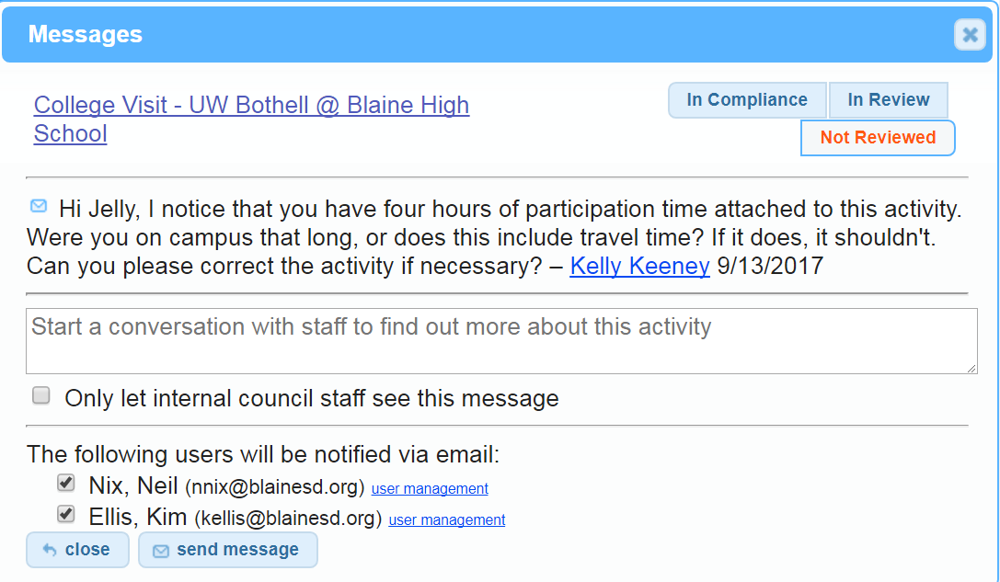 Messages
College Visit - UW Bothell @ Blaine High
School
In Compliance
In Review
Not Reviewed
Hi Jelly, I notice that you have four hours of participation time attached to this activity.
Were you on campus that long, or does this include travel time? If it does, it shouldn't.
Can you please correct the activity if necessary? – Kelly Keeney 9/13/2017
Start a conversation with staff to find out more about this activity
Only let internal council staff see this message
The following users will be notified via email:
Nix, Neil (nnix@blainesd.org) user management
Ellis, Kim (kellis@blainesd.org) user management
close
send message